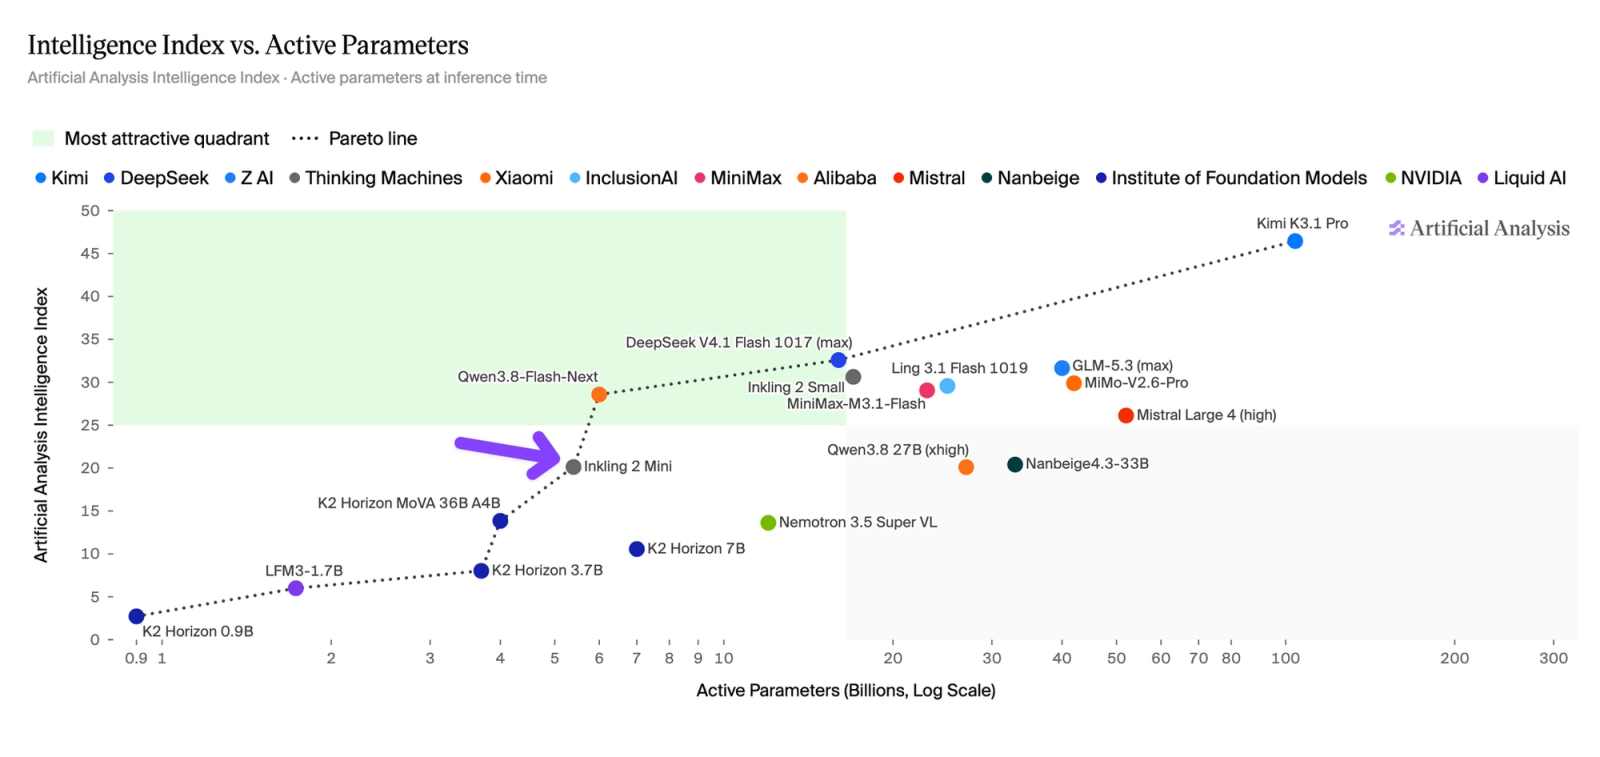 Intelligence Index vs. Active Parameters
Artificial Analysis Intelligence Index · Active parameters at inference time
Most attractive quadrant
Pareto line
Kimi DeepSeek Z AI Thinking Machines Xiaomi InclusionAI MiniMax Alibaba Mistral Nanbeige Institute of Foundation Models NVIDIA Liquid AI
Artificial Analysis
Artificial Analysis Intelligence Index
50
45
40
35
30
25
20
15
10
5
0
Kimi K3.1 Pro
DeepSeek V4.1 Flash 1017 (max)
Qwen3.8-Flash-Next
Inkling 2 Small
Ling 3.1 Flash 1019
MiniMax-M3.1-Flash
GLM-5.3 (max)
MiMo-V2.6-Pro
Mistral Large 4 (high)
Qwen3.8 27B (xhigh)
Nanbeige4.3-33B
Inkling 2 Mini
K2 Horizon MoVA 36B A4B
Nemotron 3.5 Super VL
K2 Horizon 7B
LFM3-1.7B
K2 Horizon 3.7B
K2 Horizon 0.9B
0.9 1 2 3 4 5 6 7 8 9 10 20 30 40 50 60 70 80 100 200 300
Active Parameters (Billions, Log Scale)